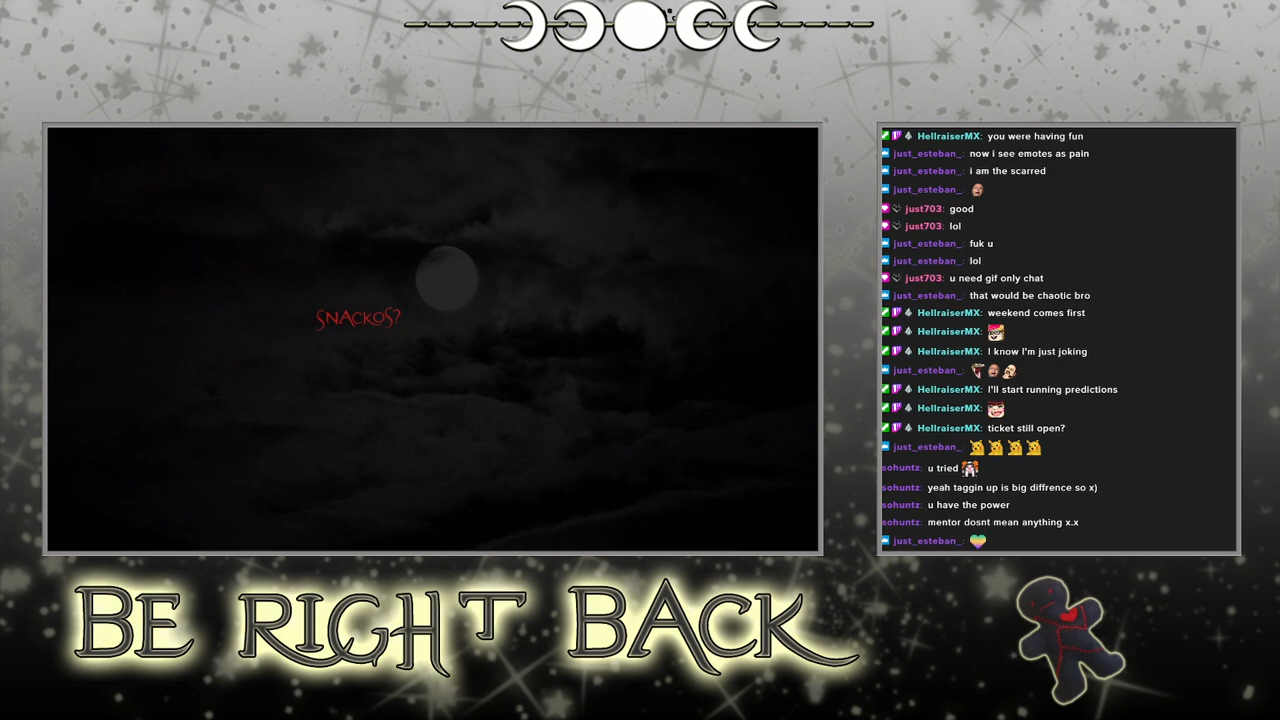 SNACKOS?
HellraiserMX: you were having fun
just_esteban_: now i see emotes as pain
just_esteban_: i am the scarred
just_esteban_:
just703: good
just703: lol
just_esteban_: fuk u
just_esteban_: lol
just703: u need gif only chat
just_esteban_: that would be chaotic bro
HellraiserMX: weekend comes first
HellraiserMX:
HellraiserMX: I know I'm just joking
just_esteban_:
HellraiserMX: I'll start running predictions
HellraiserMX:
HellraiserMX: ticket still open?
just_esteban_:
sohuntz: u tried
sohuntz: yeah taggin up is big diffrence so x)
sohuntz: u have the power
sohuntz: mentor dosnt mean anything x.x
just_esteban_:
BE RIGHT BACK